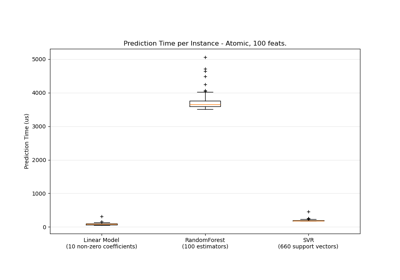 Prediction Time per Instance - Atomic, 100 feats.
Prediction Time (us)
5000
4000
3000
2000
1000
0
Linear Model
(10 non-zero coefficients)
RandomForest
(100 estimators)
SVR
(660 support vectors)